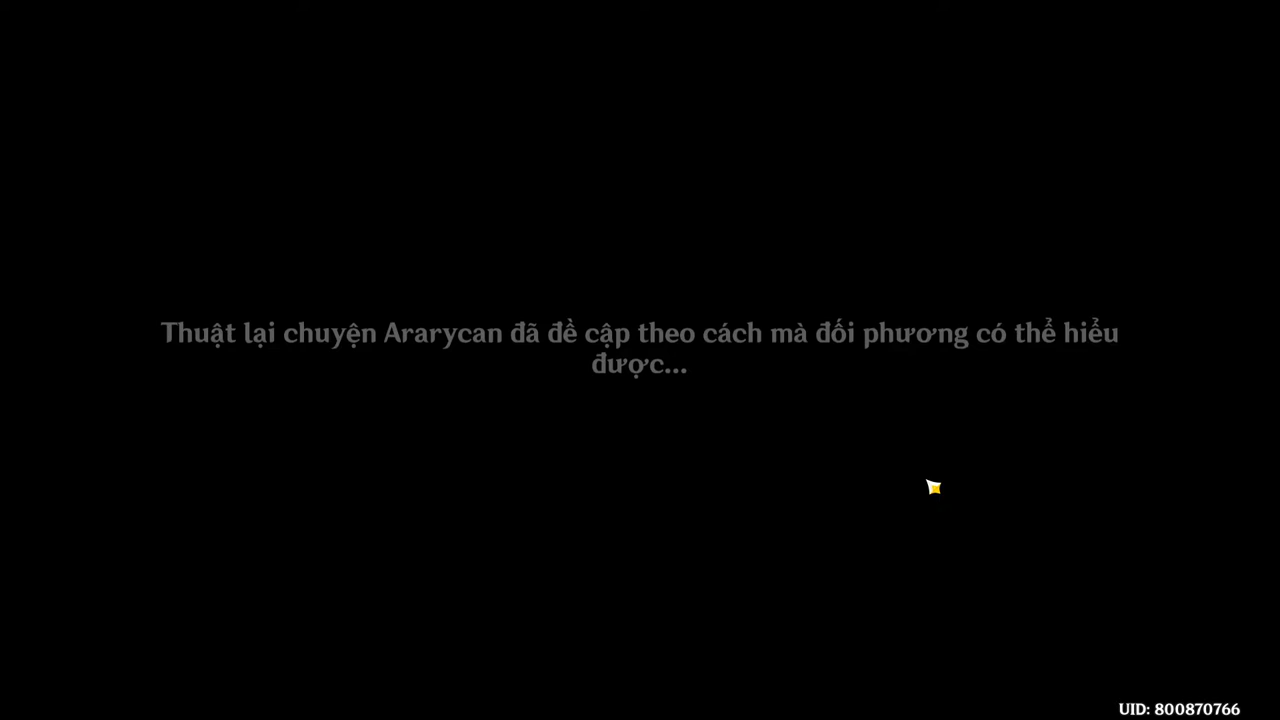 Thuật lại chuyện Ararycan đã đề cập theo cách mà đối phương có thể hiểu
được...
UID: 800870766